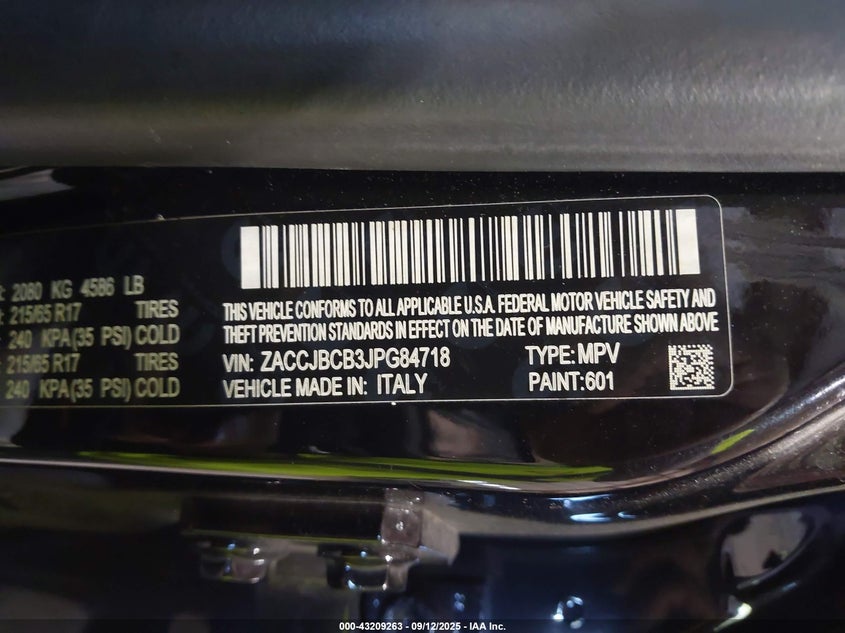 : 2080 KG 4586 LB
: 215/65 R17 TIRES
240 KPA(35 PSI) COLD
: 215/65 R17 TIRES
240 KPA(35 PSI) COLD
THIS VEHICLE CONFORMS TO ALL APPLICABLE U.S.A. FEDERAL MOTOR VEHICLE SAFETY AND
THEFT PREVENTION STANDARDS IN EFFECT ON THE DATE OF MANUFACTURE SHOWN ABOVE
VIN: ZACCJBCB3JPG84718 TYPE: MPV
VEHICLE MADE IN: ITALY PAINT:601
000-43209263 - 09/12/2025 - IAA Inc.